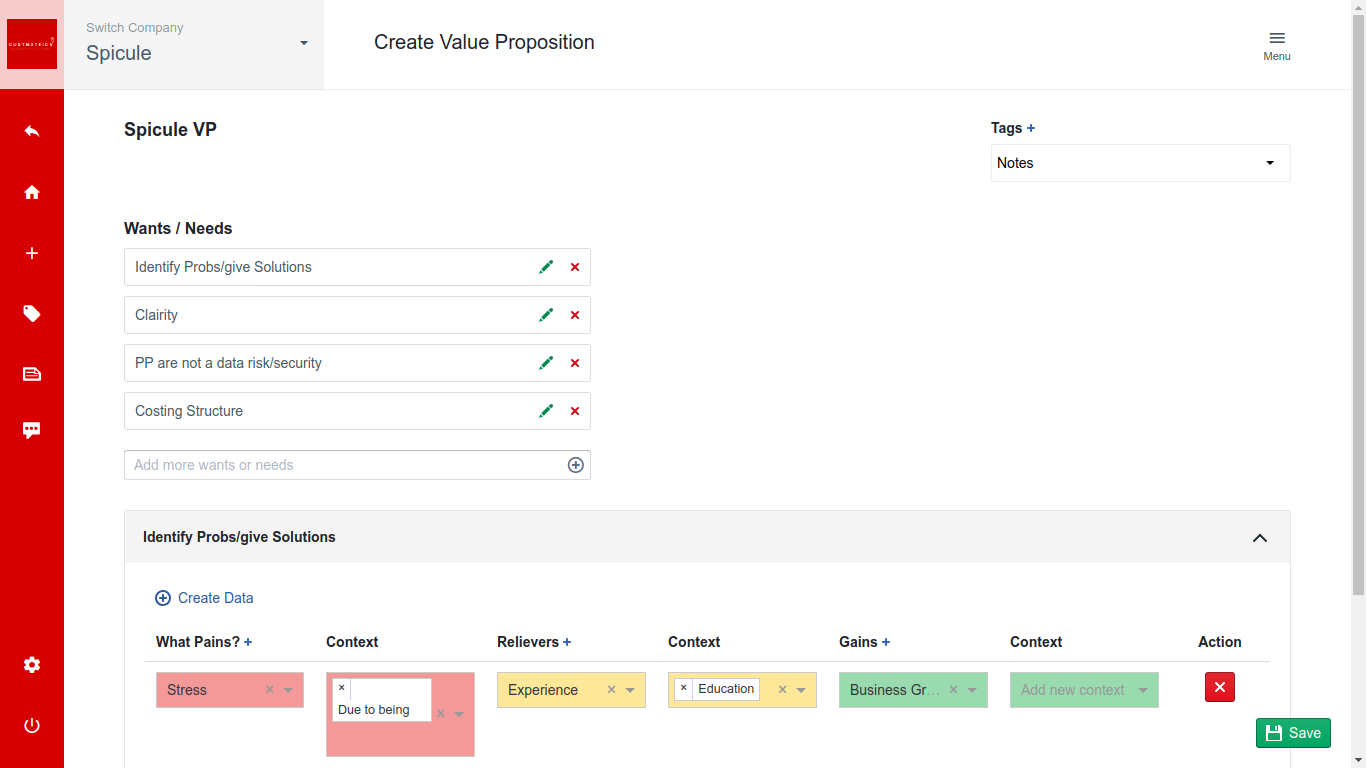 CUSTMETRICS
Switch Company
Spicule
Create Value Proposition
Menu
Spicule VP
Tags +
Notes
Wants / Needs
Identify Probs/give Solutions
Clairity
PP are not a data risk/security
Costing Structure
Add more wants or needs
Identify Probs/give Solutions
Create Data
What Pains? + Context Relievers + Context Gains + Context Action
Stress × × Due to being × Experience × × Education × Business Gr... × Add new context
Save